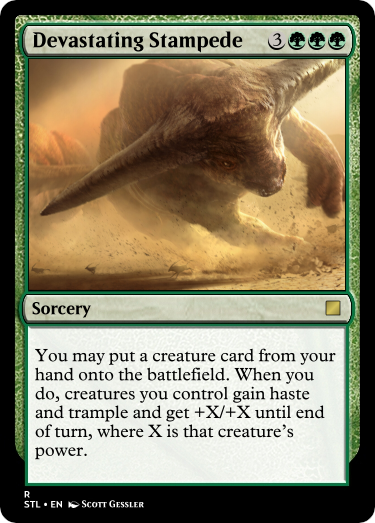 Devastating Stampede 3
Sorcery
You may put a creature card from your
hand onto the battlefield. When you
do, creatures you control gain haste
and trample and get +X/+X until end
of turn, where X is that creature's
power.
R
STL • EN Scott Gessler